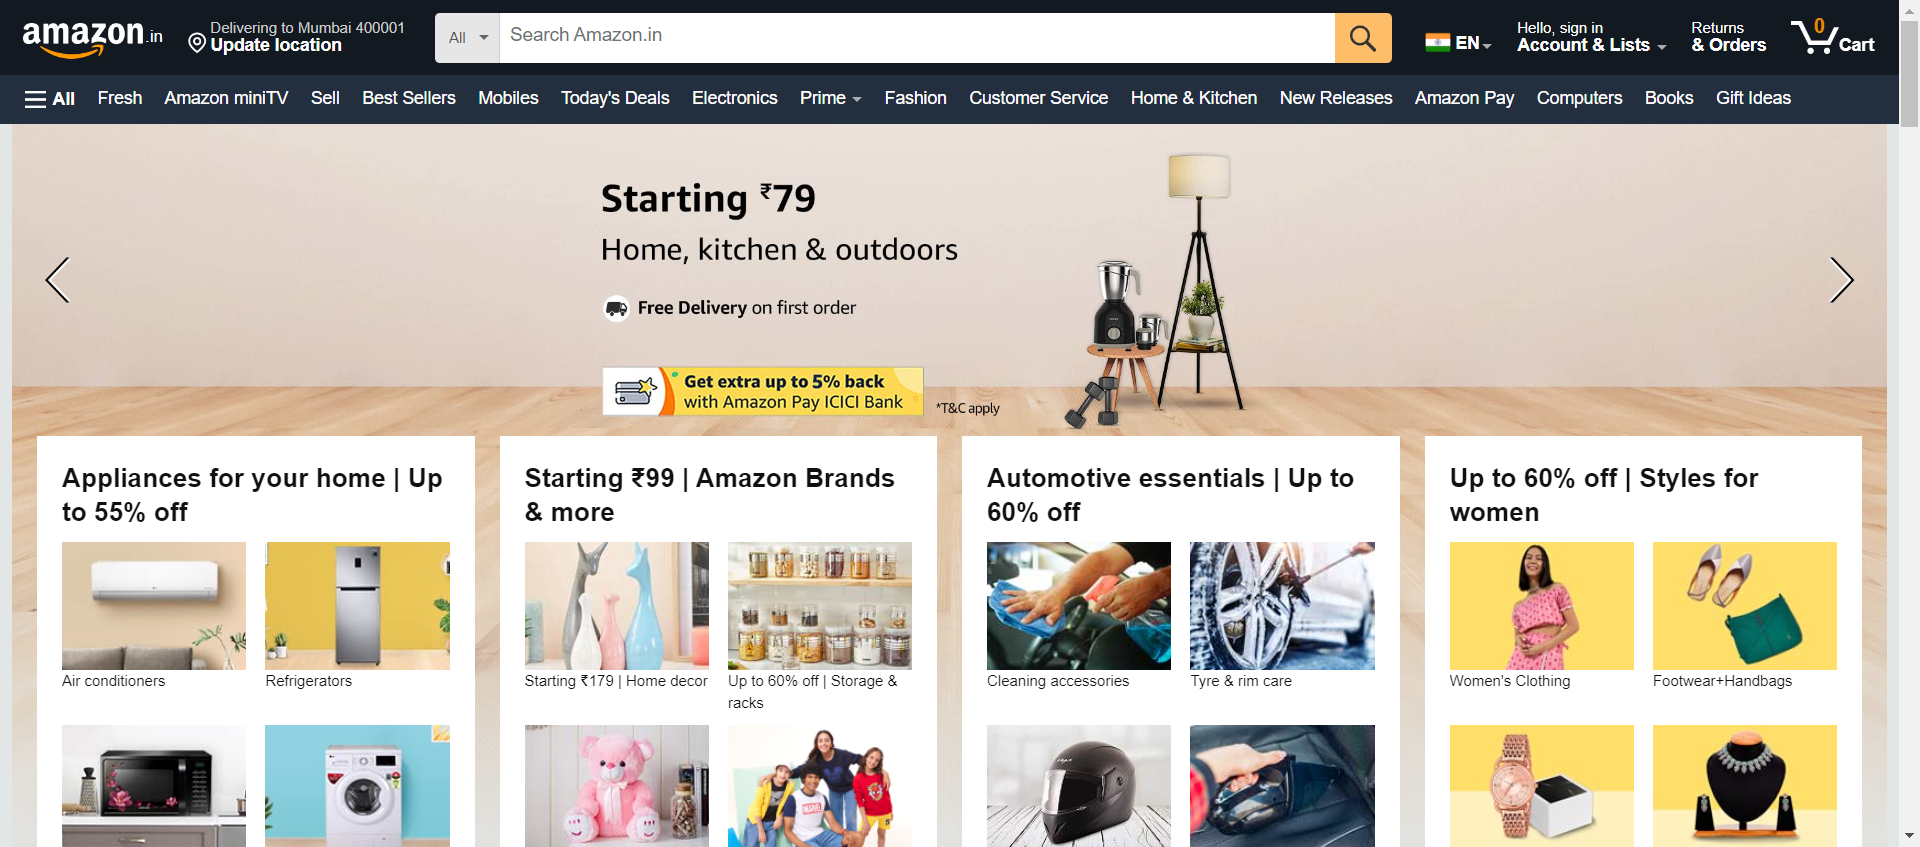 amazon.in
Delivering to Mumbai 400001
Update location
All
Search Amazon.in
EN
Hello, sign in
Account & Lists
Returns
& Orders
0
Cart
All
Fresh
Amazon miniTV
Sell
Best Sellers
Mobiles
Today's Deals
Electronics
Prime
Fashion
Customer Service
Home & Kitchen
New Releases
Amazon Pay
Computers
Books
Gift Ideas
Starting ₹79
Home, kitchen & outdoors
Free Delivery on first order
Get extra up to 5% back
with Amazon Pay ICICI Bank
*T&C apply
Appliances for your home | Up
to 55% off
Air conditioners
Refrigerators
Starting ₹99 | Amazon Brands
& more
Starting ₹179 | Home decor
Up to 60% off | Storage &
racks
MARVEL
Automotive essentials | Up to
60% off
Cleaning accessories
Tyre & rim care
Up to 60% off | Styles for
women
Women's Clothing
Footwear+Handbags